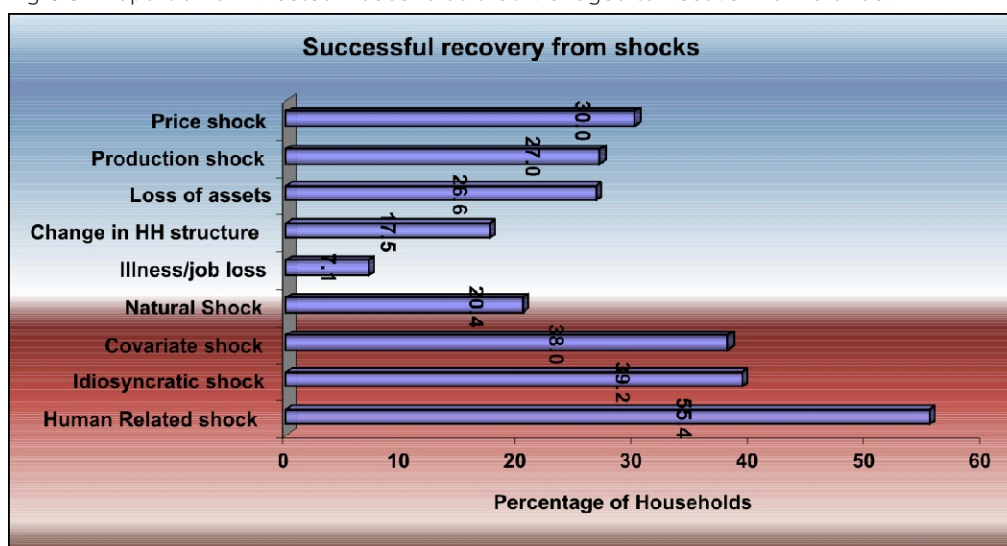 Successful recovery from shocks
Price shock 30.0
Production shock 27.0
Loss of assets 26.6
Change in HH structure 17.5
Illness/job loss 7.1
Natural Shock 20.4
Covariate shock 38.0
Idiosyncratic shock 39.2
Human Related shock 55.4
0 10 20 30 40 50 60
Percentage of Households